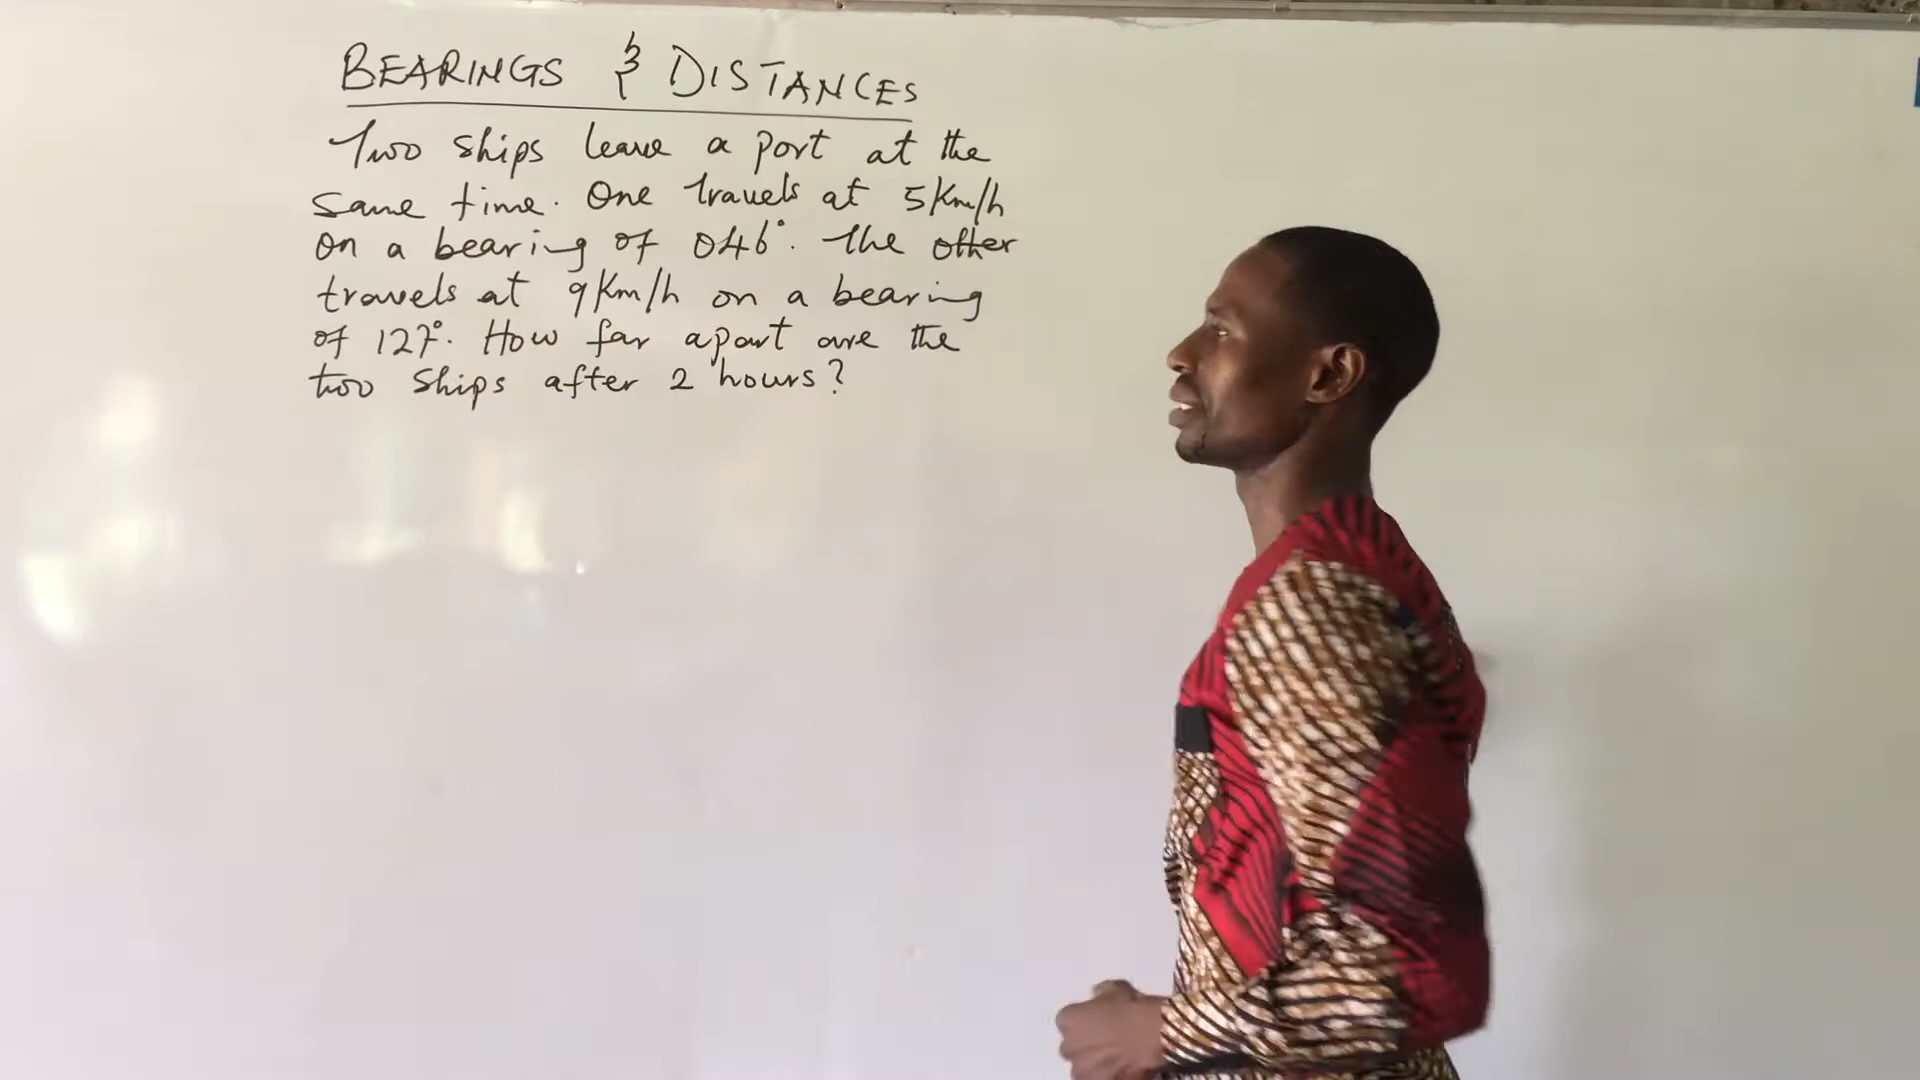 BEARINGS & DISTANCES
Two ships leave a port at the
same time. One travels at 5Km/h
on a bearing of 046°. The other
travels at 9Km/h on a bearing
of 127°. How far apart are the
two ships after 2 hours?